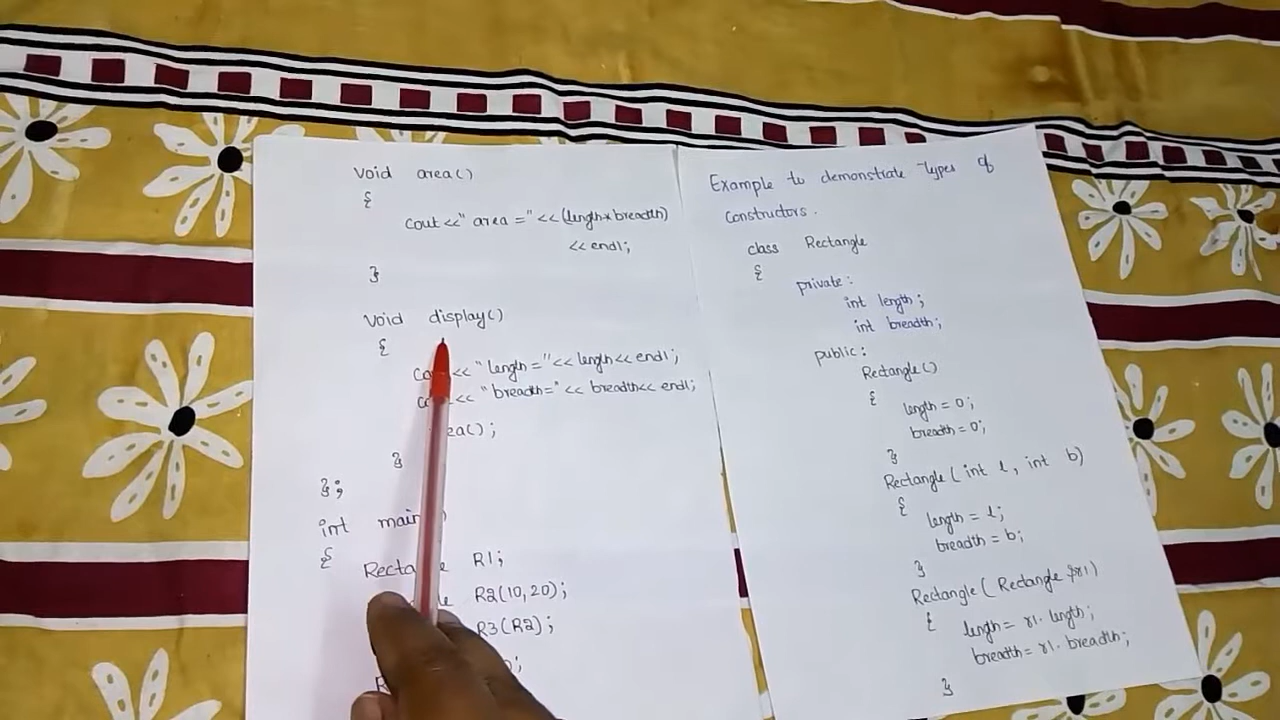 void area()
{
cout << " area = " << (length*breadth)
<< endl;
}
void display()
{
<< "length = " << length << endl;
<< "breadth=" << breadth << endl;
}
};
int
{
R1;
R2(10,20);
R3(R2);
Example to demonstrate types of
constructors.
class Rectangle
{
private:
int length;
int breadth;
public:
Rectangle()
{
length = 0;
breadth = 0;
}
Rectangle( int l, int b)
{
length = l;
breadth = b;
}
Rectangle( Rectangle &r1)
{
length = r1. length;
breadth = r1. breadth;
}